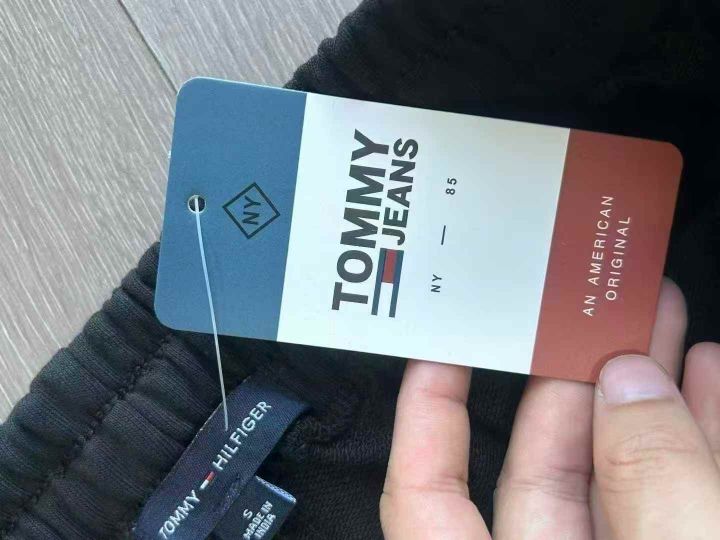 NY
TOMMY
JEANS
NY — 85
AN AMERICAN
ORIGINAL
TOMMY HILFIGER
S
MADE IN
INDIA